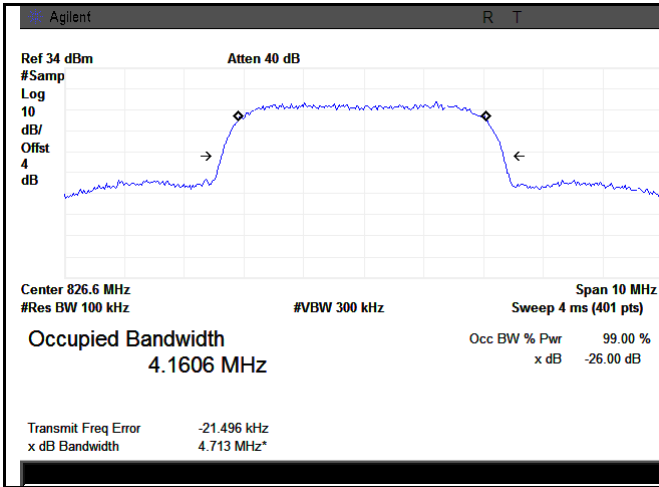 Agilent R T
Ref 34 dBm Atten 40 dB
#Samp
Log
10
dB/
Offst
4
dB
Center 826.6 MHz Span 10 MHz
#Res BW 100 kHz #VBW 300 kHz Sweep 4 ms (401 pts)
Occupied Bandwidth Occ BW % Pwr 99.00 %
4.1606 MHz x dB -26.00 dB
Transmit Freq Error -21.496 kHz
x dB Bandwidth 4.713 MHz*